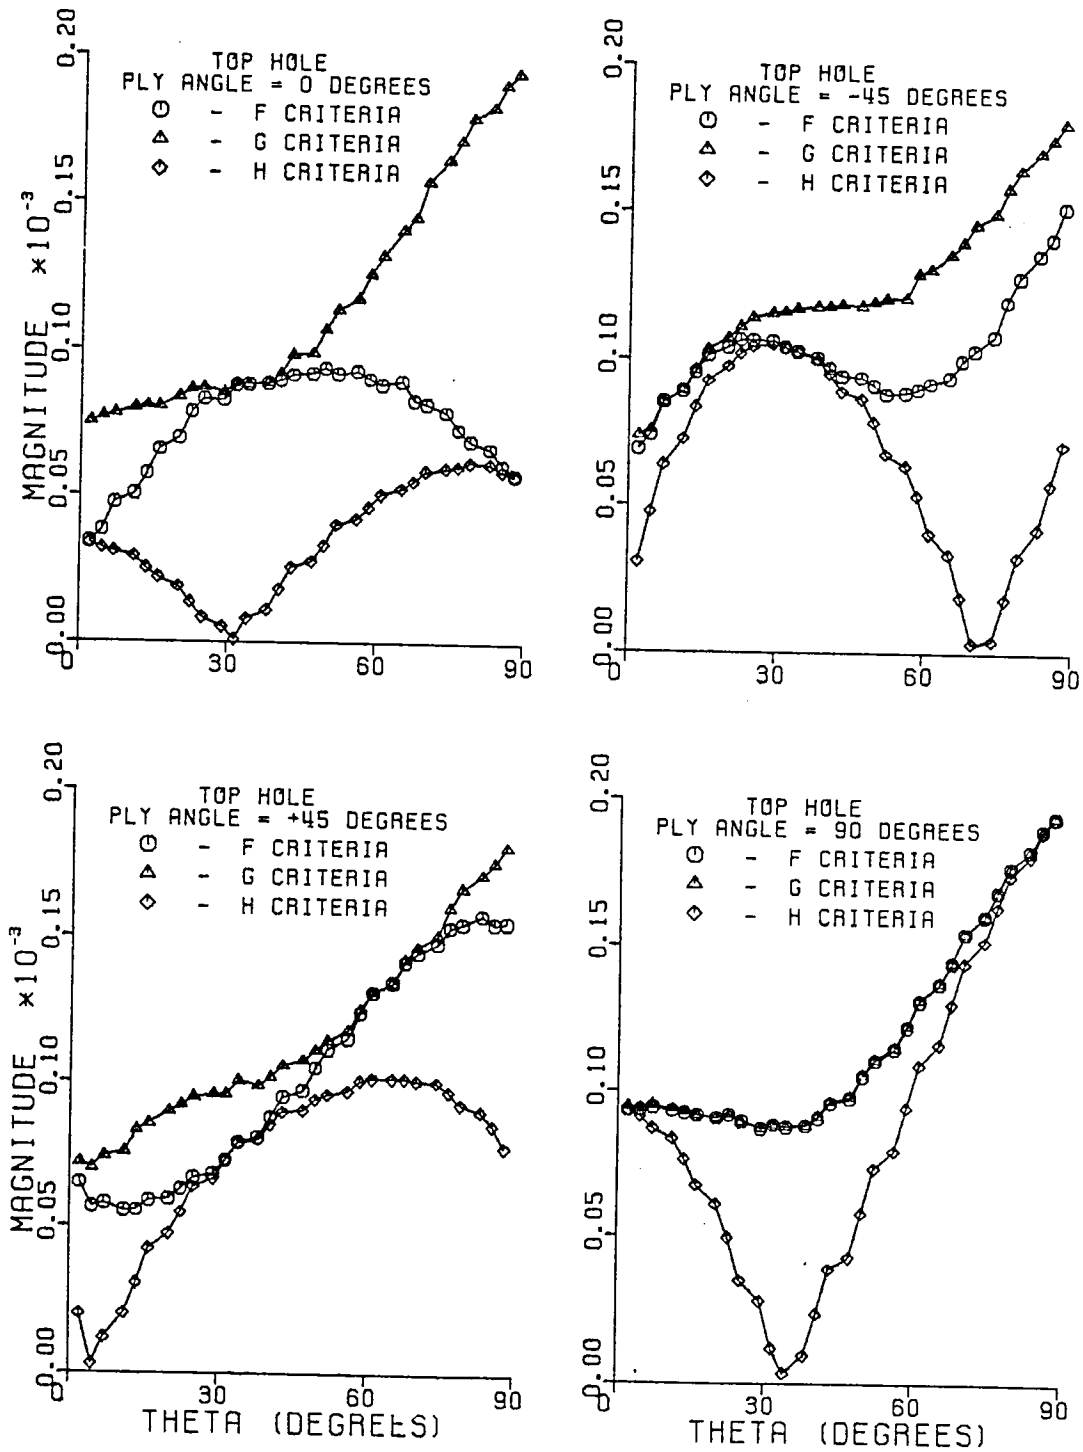 TOP HOLE
PLY ANGLE = 0 DEGREES
- F CRITERIA
- G CRITERIA
- H CRITERIA
MAGNITUDE *10-3
0.20
0.15
0.10
0.05
0.00
0
30
60
90
TOP HOLE
PLY ANGLE = -45 DEGREES
- F CRITERIA
- G CRITERIA
- H CRITERIA
0.20
0.15
0.10
0.05
0.00
0
30
60
90
TOP HOLE
PLY ANGLE = +45 DEGREES
- F CRITERIA
- G CRITERIA
- H CRITERIA
MAGNITUDE *10-3
0.20
0.15
0.10
0.05
0.00
0
30
60
90
THETA (DEGREES)
TOP HOLE
PLY ANGLE = 90 DEGREES
- F CRITERIA
- G CRITERIA
- H CRITERIA
0.20
0.15
0.10
0.05
0.00
0
30
60
90
THETA (DEGREES)